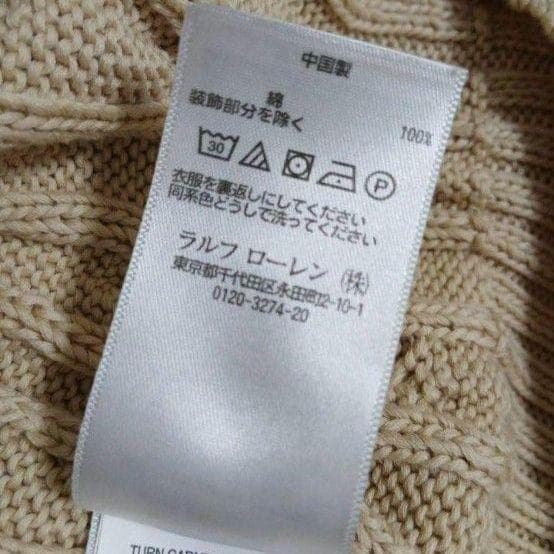 中国製
綿 100%
装飾部分を除く
30 P
衣服を裏返しにしてください
同系色どうしで洗ってください
ラルフ ローレン (株)
東京都千代田区永田町2-10-1
0120-3274-20